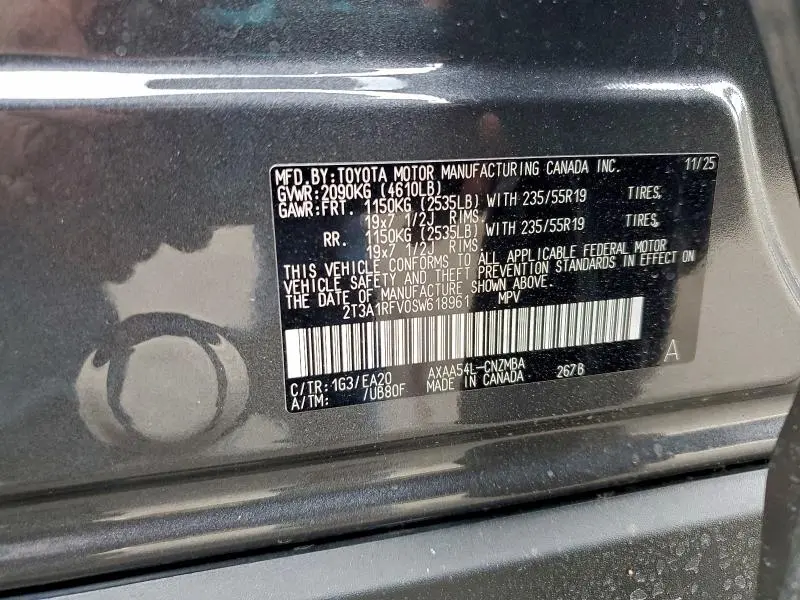 MFD.BY:TOYOTA MOTOR MANUFACTURING CANADA INC. 11/25
GVWR:2090KG (4610LB)
GAWR:FRT. 1150KG (2535LB) WITH 235/55R19 TIRES,
19x7 1/2J RIMS,
RR. 1150KG (2535LB) WITH 235/55R19 TIRES,
19x7 1/2J RIMS,
THIS VEHICLE CONFORMS TO ALL APPLICABLE FEDERAL MOTOR
VEHICLE SAFETY AND THEFT PREVENTION STANDARDS IN EFFECT ON
THE DATE OF MANUFACTURE SHOWN ABOVE.
2T3A1RFV0SW618961 MPV
A
C/TR:1G3/EA20 AXAA54L-CNZMBA 267B
A/TM: /UB80F MADE IN CANADA